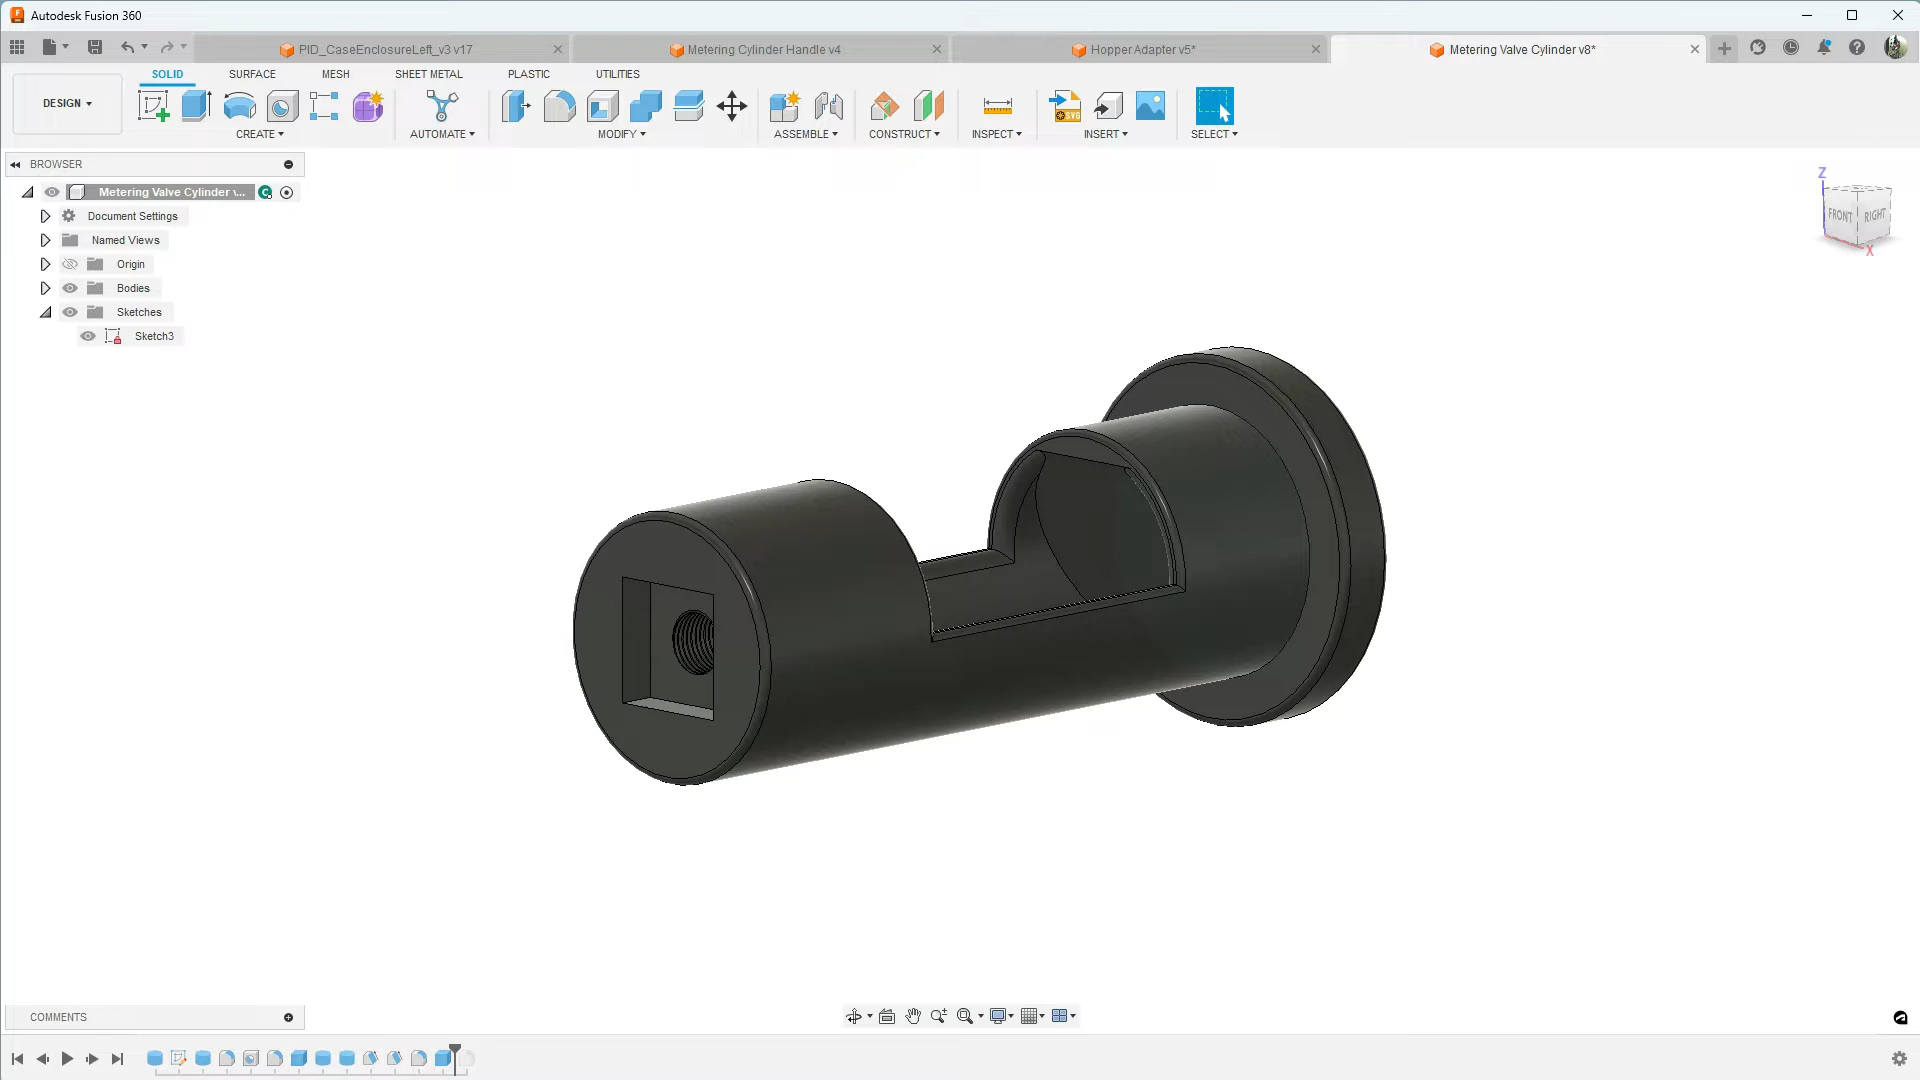 Autodesk Fusion 360
PID_CaseEnclosureLeft_v3 v17
Metering Cylinder Handle v4
Hopper Adapter v5*
Metering Valve Cylinder v8*
DESIGN
SOLID
SURFACE
MESH
SHEET METAL
PLASTIC
UTILITIES
CREATE
AUTOMATE
MODIFY
ASSEMBLE
CONSTRUCT
INSPECT
SVG
INSERT
SELECT
BROWSER
Metering Valve Cylinder v...
Document Settings
Named Views
Origin
Bodies
Sketches
Sketch3
Z
FRONT
RIGHT
X
COMMENTS